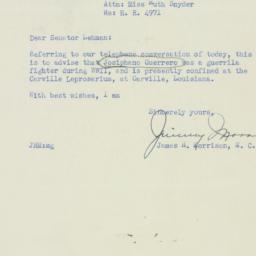 Attn: Miss Ruth Snyder
Re: H. R. 4971
Dear Senator Lehman:
Referring to our telephone conversation of today, this
is to advise that Josiphano Guerrero was a guerrila
fighter during WWII, and is presently confined at the
Carville Leprosarium, at Carville, Louisiana.
With best wishes, I am
Sincerely yours,
JHM:mg
James H. Morrison, M. C.